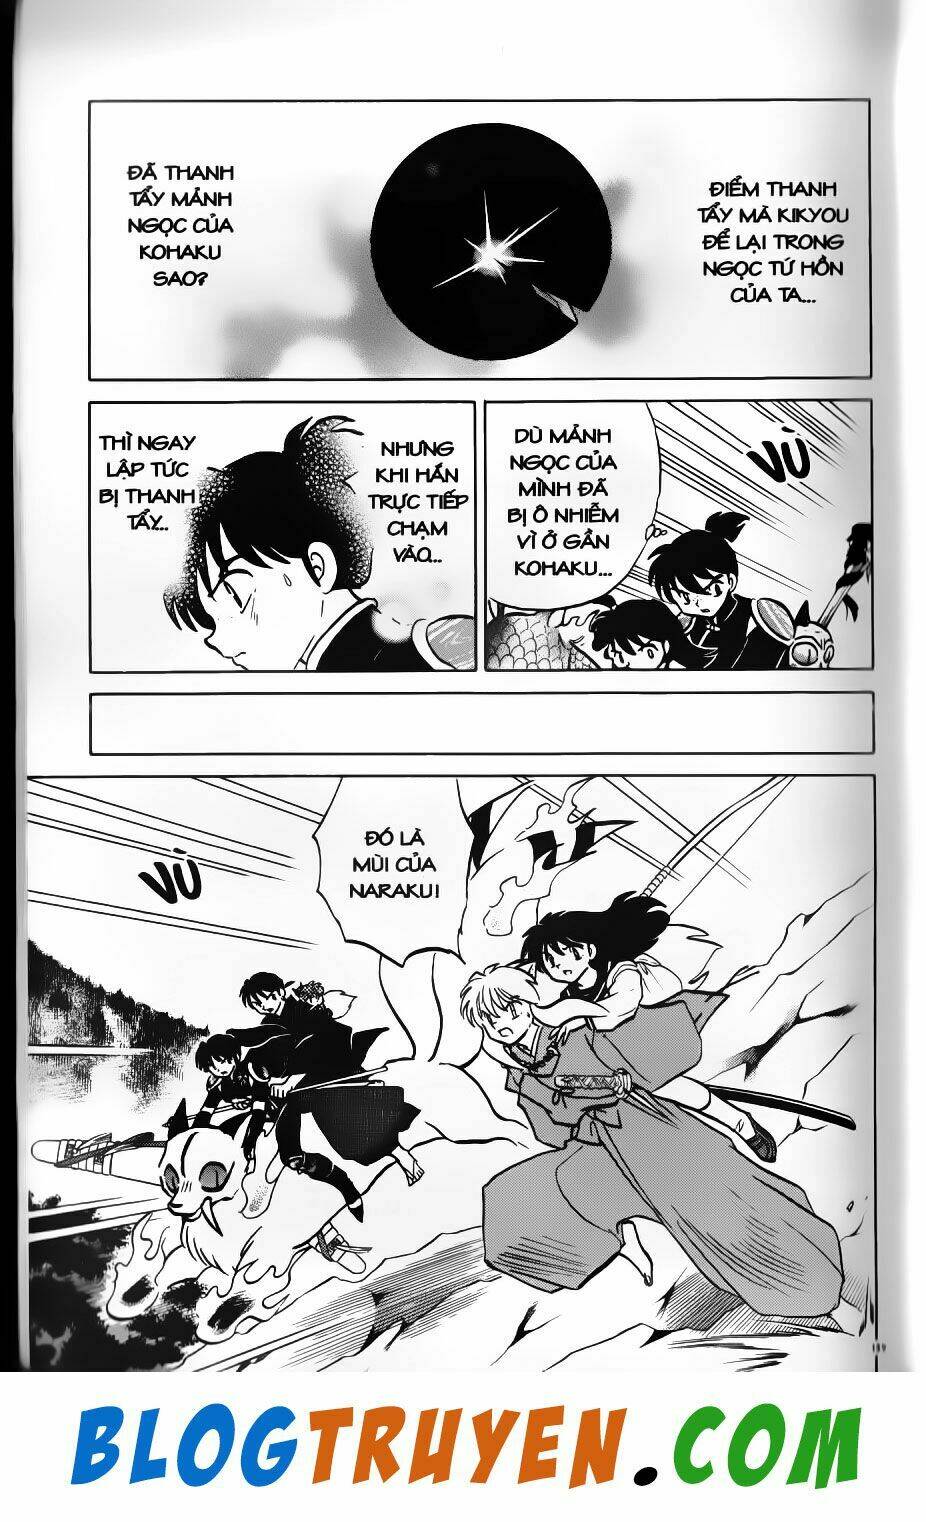 ĐIỂM THANH
TẨY MÀ KIKYOU
ĐỂ LẠI TRONG
NGỌC TỨ HỒN
CỦA TA...
ĐÃ THANH
TẨY MẢNH
NGỌC CỦA
KOHAKU
SAO?
DÙ MẢNH
NGỌC CỦA
MÌNH ĐÃ
BỊ Ô NHIỄM
VÌ Ở GẦN
KOHAKU...
VÙ
NHƯNG
KHI HẮN
TRỰC TIẾP
CHẠM
VÀO...
THÌ NGAY
LẬP TỨC
BỊ THANH
TẨY...
ĐÓ LÀ
MÙI CỦA
NARAKU!
VÙ
BLOGTRUYEN.COM